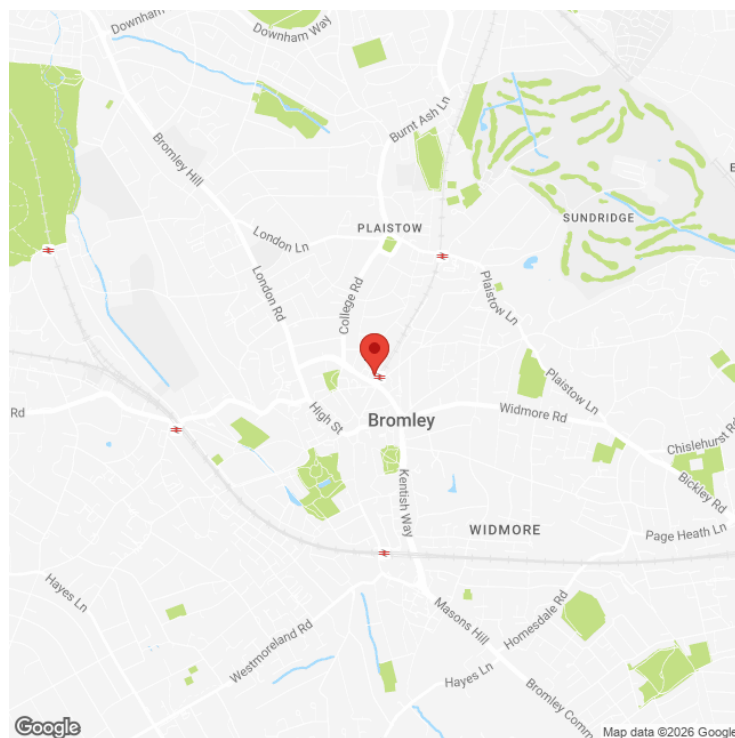 Downham
Downham Way
Burnt Ash Ln
Bromley Hill
PLAISTOW
SUNDRIDGE
London Ln
London Rd
College Rd
Plaistow Ln
Plaistow Ln
Rd
High St
Bromley
Widmore Rd
Chislehurst Rd
Kentish Way
Bickley Rd
WIDMORE
Page Heath Ln
Hayes Ln
Masons Hill
Homesdale Rd
Westmoreland Rd
Hayes Ln
Bromley Comm
Google
Map data ©2026 Google